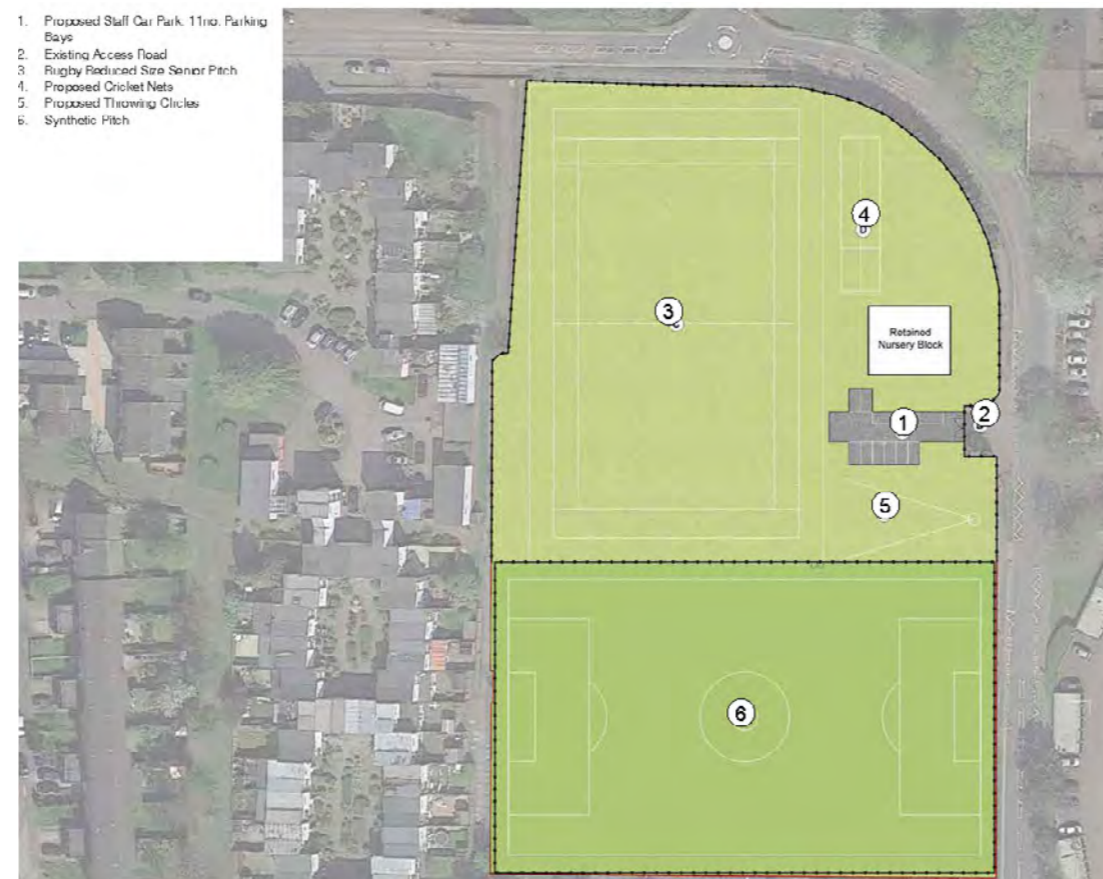 1. Proposed Staff Car Park. 11no. Parking
Bays
2. Existing Access Road
3 Rugby Reduced Size Senior Pitch
4. Proposed Cricket Nets
5. Proposed Throwing Circles
6. Synthetic Pitch
4
3
Retained
Nursery Block
1
2
5
6